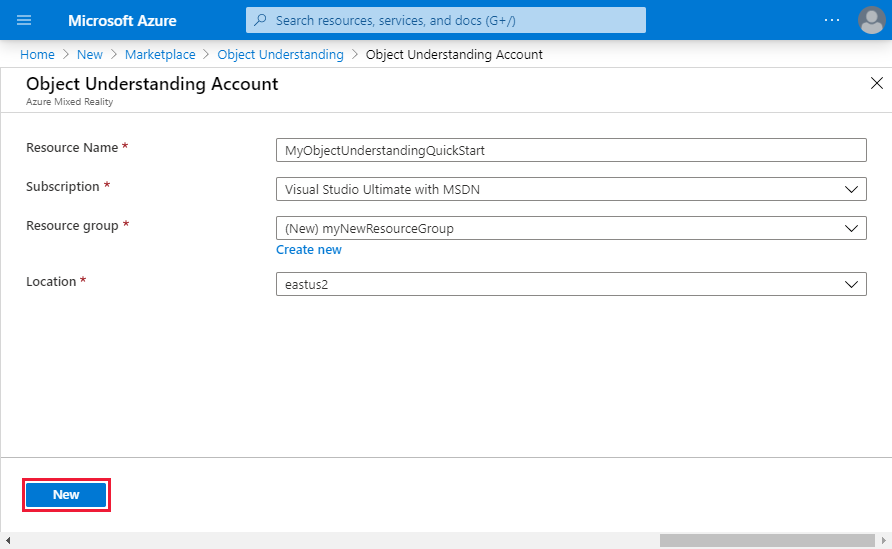 Microsoft Azure
Search resources, services, and docs (G+/)
...
Home > New > Marketplace > Object Understanding > Object Understanding Account
Object Understanding Account
Azure Mixed Reality
Resource Name *
MyObjectUnderstandingQuickStart
Subscription *
Visual Studio Ultimate with MSDN
Resource group *
(New) myNewResourceGroup
Create new
Location *
eastus2
New